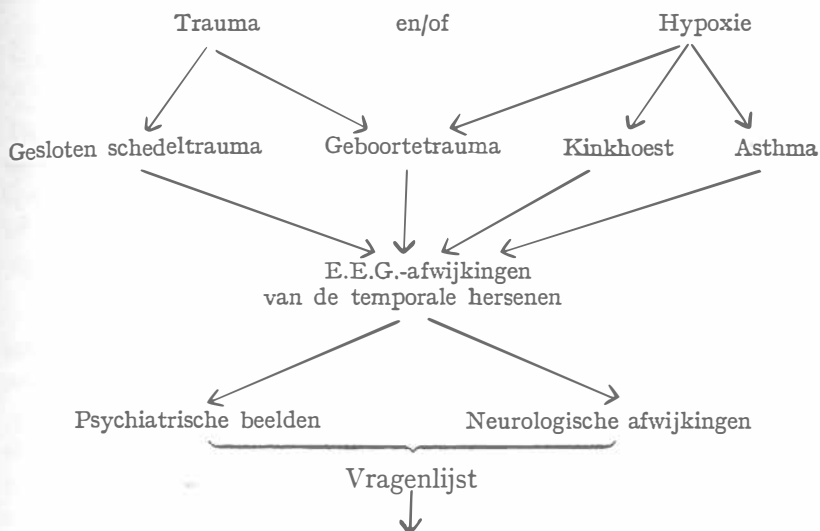 Trauma en/of Hypoxie
Gesloten schedeltrauma Geboortetrauma Kinkhoest Asthma
E.E.G.-afwijkingen
van de temporale hersenen
Psychiatrische beelden Neurologische afwijkingen
Vragenlijst